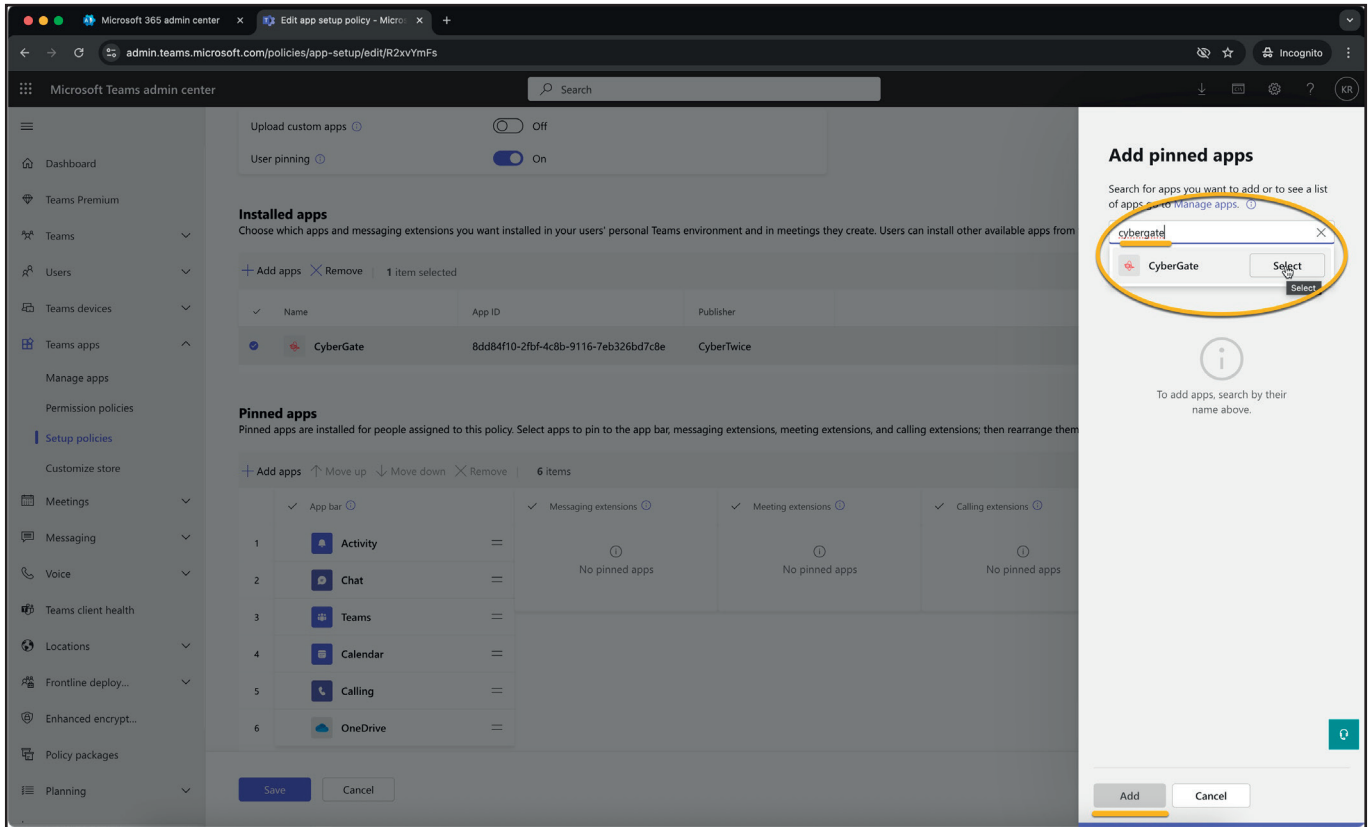 Microsoft 365 admin center
Edit app setup policy - Micros
admin.teams.microsoft.com/policies/app-setup/edit/R2xvYmFs
Incognito
Microsoft Teams admin center
Search
KR
Dashboard
Teams Premium
Teams
Users
Teams devices
Teams apps
Manage apps
Permission policies
Setup policies
Customize store
Meetings
Messaging
Voice
Teams client health
Locations
Frontline deploy...
Enhanced encrypt...
Policy packages
Planning
Upload custom apps
Off
User pinning
On
Installed apps
Choose which apps and messaging extensions you want installed in your users' personal Teams environment and in meetings they create. Users can install other available apps from
Add apps Remove 1 item selected
Name App ID Publisher
CyberGate 8dd84f10-2fbf-4c8b-9116-7eb326bd7c8e CyberTwice
Pinned apps
Pinned apps are installed for people assigned to this policy. Select apps to pin to the app bar, messaging extensions, meeting extensions, and calling extensions; then rearrange them
Add apps Move up Move down Remove 6 items
App bar Messaging extensions Meeting extensions Calling extensions
1 Activity
2 Chat
3 Teams
4 Calendar
5 Calling
6 OneDrive
No pinned apps No pinned apps No pinned apps
Save Cancel
Add pinned apps
Search for apps you want to add or to see a list
of apps go to Manage apps.
cybergate
CyberGate Select
Select
To add apps, search by their
name above.
Add Cancel